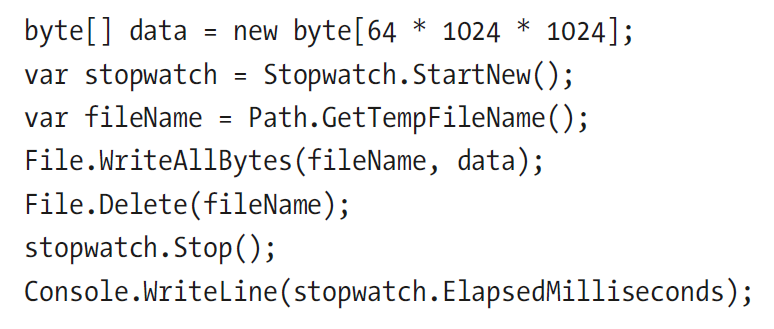 byte[] data = new byte[64 * 1024 * 1024];
var stopwatch = Stopwatch.StartNew();
var fileName = Path.GetTempFileName();
File.WriteAllBytes(fileName, data);
File.Delete(fileName);
stopwatch.Stop();
Console.WriteLine(stopwatch.ElapsedMilliseconds);